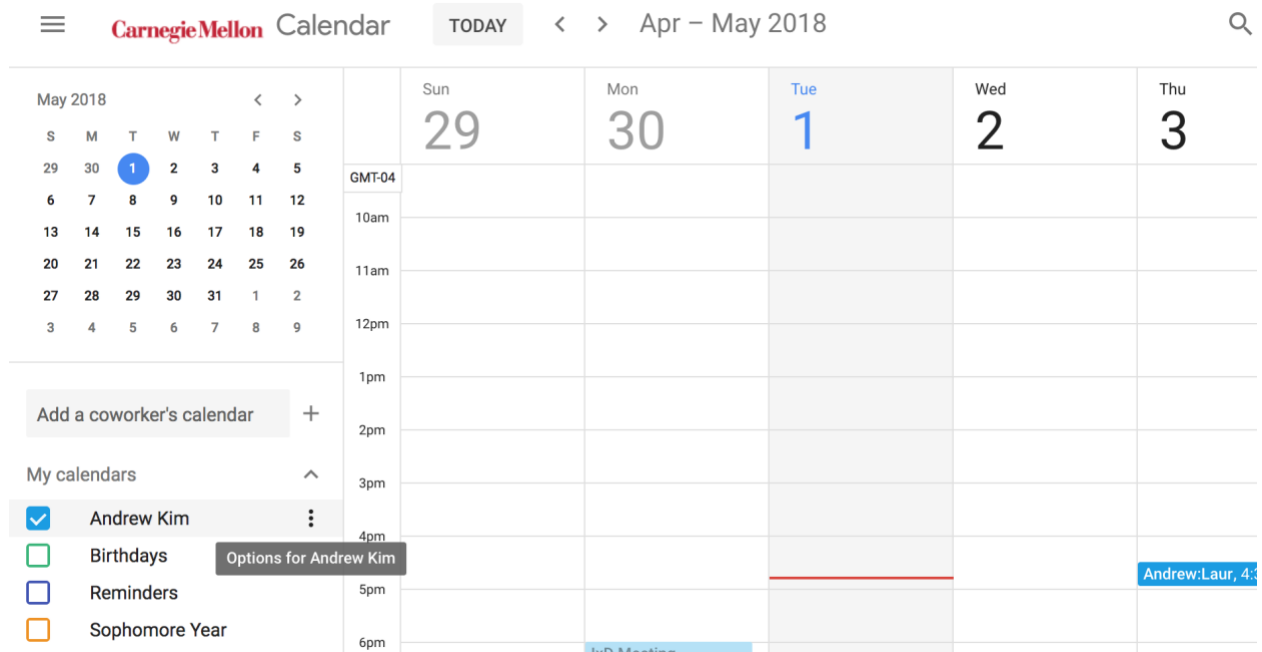 Carnegie Mellon Calendar TODAY Apr – May 2018
May 2018
S M T W T F S
29 30 1 2 3 4 5
6 7 8 9 10 11 12
13 14 15 16 17 18 19
20 21 22 23 24 25 26
27 28 29 30 31 1 2
3 4 5 6 7 8 9
Add a coworker's calendar
My calendars
Andrew Kim
Options for Andrew Kim
Birthdays
Reminders
Sophomore Year
Sun Mon Tue Wed Thu
29 30 1 2 3
GMT-04
10am
11am
12pm
1pm
2pm
3pm
4pm
5pm
6pm
Andrew:Laur, 4:3
IxD Meeting